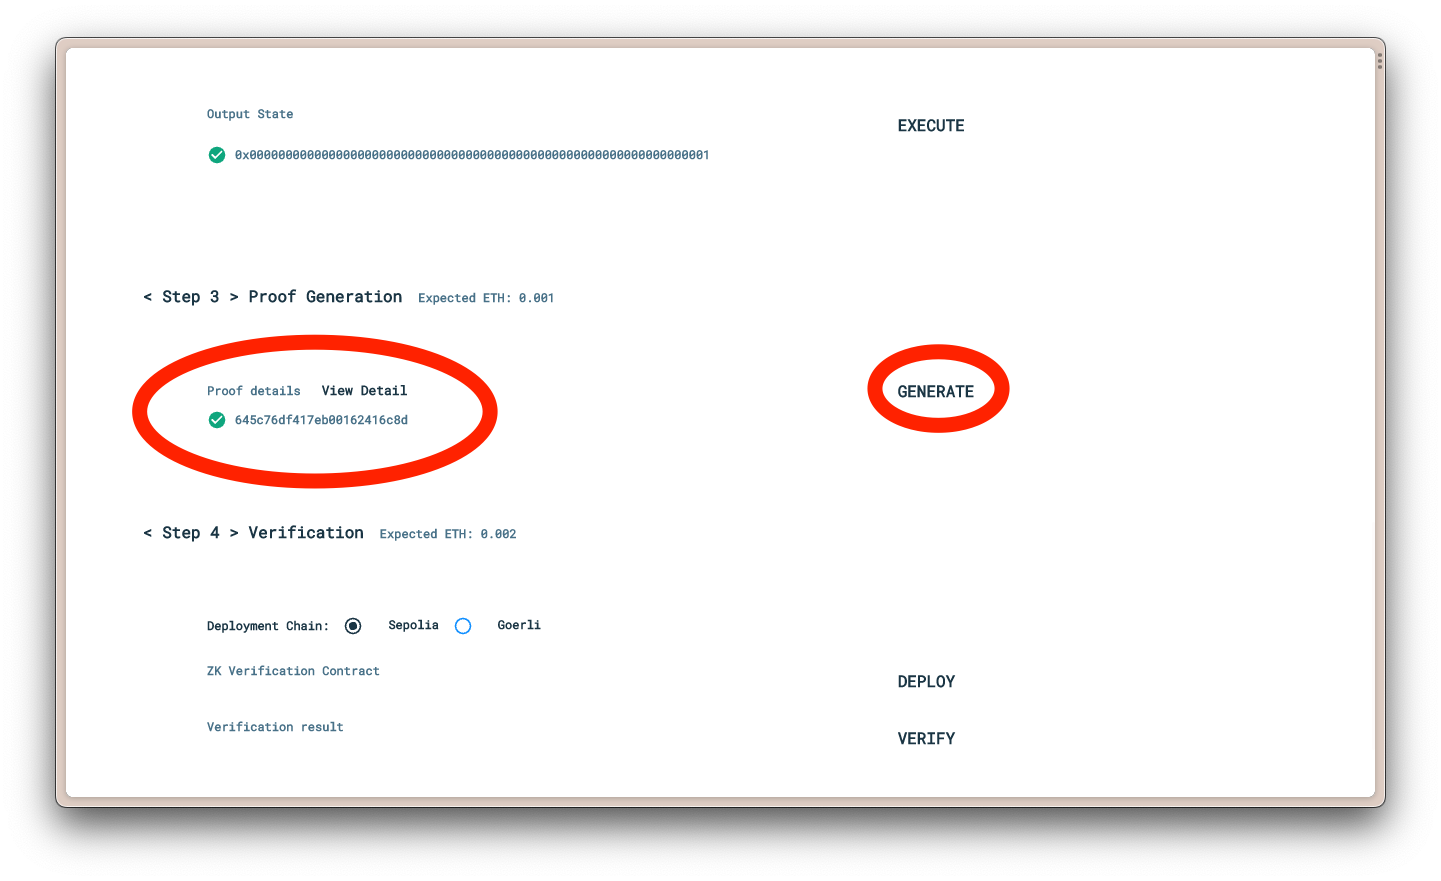 Output State
EXECUTE
0x0000000000000000000000000000000000000000000000000000000000000001
< Step 3 > Proof Generation Expected ETH: 0.001
Proof details View Detail
GENERATE
645c76df417eb00162416c8d
< Step 4 > Verification Expected ETH: 0.002
Deployment Chain: Sepolia Goerli
ZK Verification Contract
DEPLOY
Verification result
VERIFY